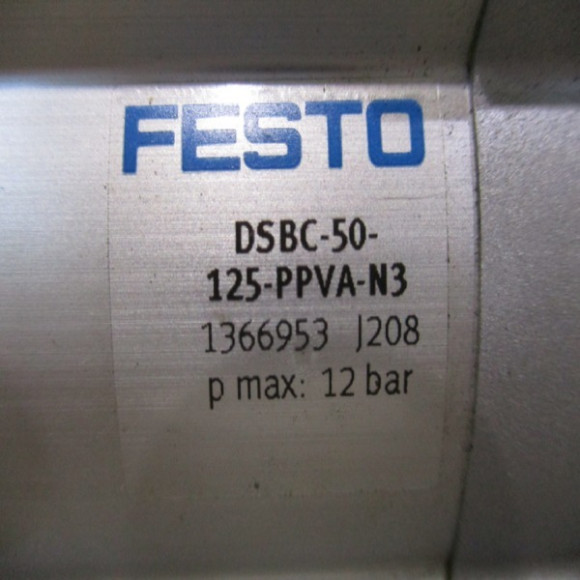 FESTO
DSBC-50-
125-PPVA-N3
1366953 J208
p max: 12 bar